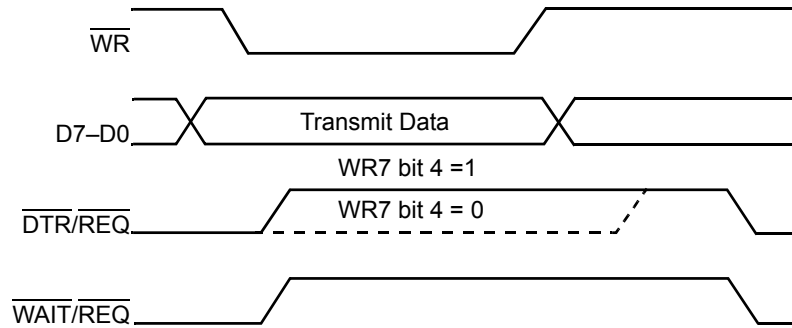 WR
D7–D0
Transmit Data
WR7 bit 4 =1
WR7 bit 4 = 0
DTR/REQ
WAIT/REQ